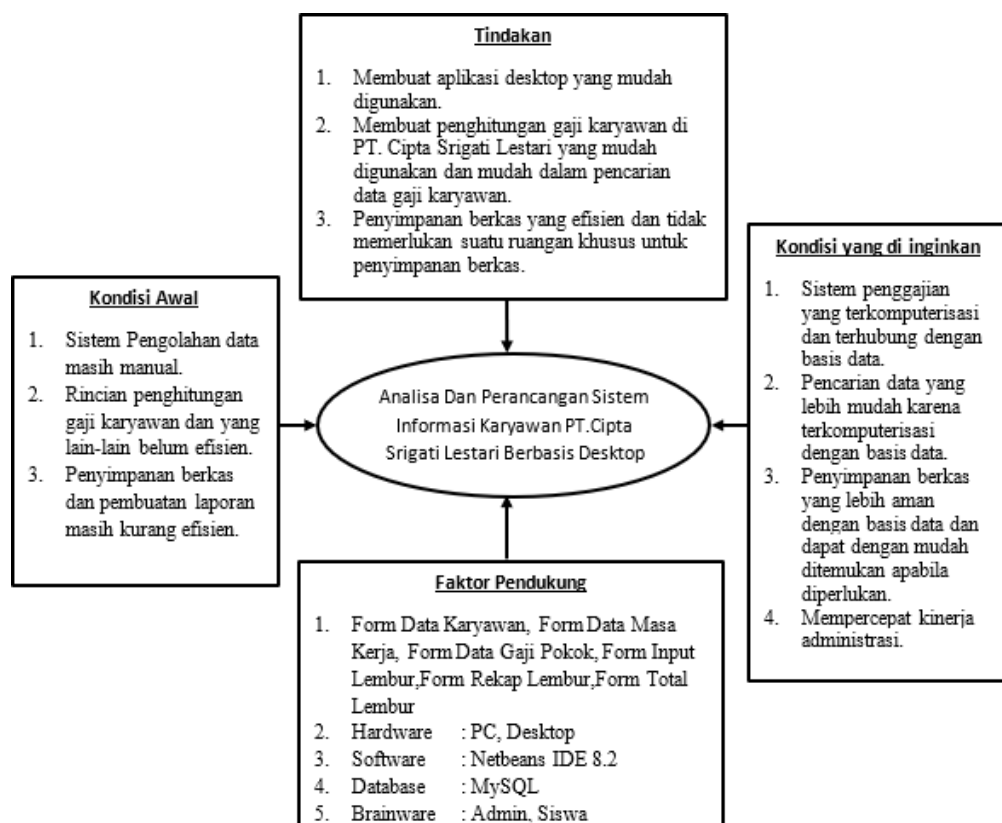 Tindakan
1. Membuat aplikasi desktop yang mudah
digunakan.
2. Membuat penghitungan gaji karyawan di
PT. Cipta Srigati Lestari yang mudah
digunakan dan mudah dalam pencarian
data gaji karyawan.
3. Penyimpanan berkas yang efisien dan tidak
memerlukan suatu ruangan khusus untuk
penyimpanan berkas.
Kondisi Awal
1. Sistem Pengolahan data
masih manual.
2. Rincian penghitungan
gaji karyawan dan yang
lain-lain belum efisien.
3. Penyimpanan berkas
dan pembuatan laporan
masih kurang efisien.
Analisa Dan Perancangan Sistem
Informasi Karyawan PT.Cipta
Srigati Lestari Berbasis Desktop
Kondisi yang di inginkan
1. Sistem penggajian
yang terkomputerisasi
dan terhubung dengan
basis data.
2. Pencarian data yang
lebih mudah karena
terkomputerisasi
dengan basis data.
3. Penyimpanan berkas
yang lebih aman
dengan basis data dan
dapat dengan mudah
ditemukan apabila
diperlukan.
4. Mempercepat kinerja
administrasi.
Faktor Pendukung
1. Form Data Karyawan, Form Data Masa
Kerja, Form Data Gaji Pokok, Form Input
Lembur,Form Rekap Lembur,Form Total
Lembur
2. Hardware : PC, Desktop
3. Software : Netbeans IDE 8.2
4. Database : MySQL
5. Brainware : Admin, Siswa